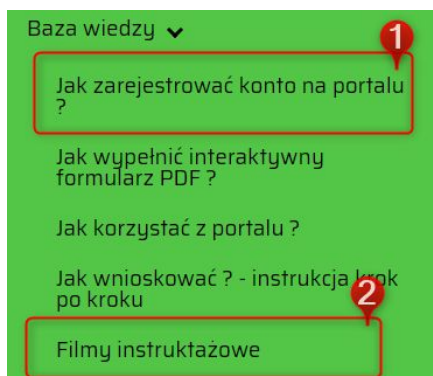 Baza wiedzy
1
Jak zarejestrować konto na portalu
?
Jak wypełnić interaktywny
formularz PDF ?
Jak korzystać z portalu ?
Jak wnioskować ? - instrukcja krok
po kroku
2
Filmy instruktażowe